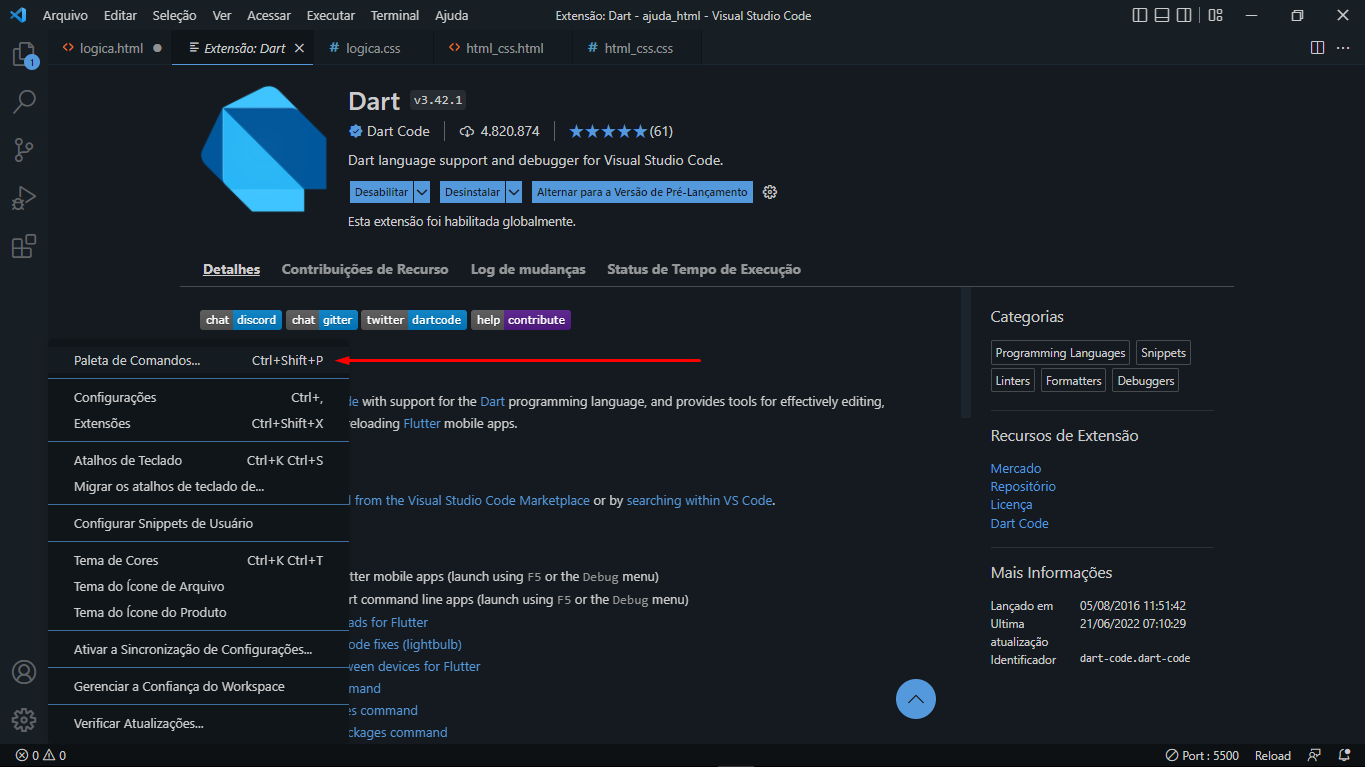 Arquivo Editar Seleção Ver Acessar Executar Terminal Ajuda Extensão: Dart - ajuda_html - Visual Studio Code
logica.html Extensão: Dart logica.css html_css.html html_css.css
1
Dart v3.42.1
Dart Code 4.820.874 (61)
Dart language support and debugger for Visual Studio Code.
Desabilitar Desinstalar Alternar para a Versão de Pré-Lançamento
Esta extensão foi habilitada globalmente.
Detalhes Contribuições de Recurso Log de mudanças Status de Tempo de Execução
chat discord chat gitter twitter dartcode help contribute
Paleta de Comandos... Ctrl+Shift+P
Configurações Ctrl+,
Extensões Ctrl+Shift+X
Atalhos de Teclado Ctrl+K Ctrl+S
Migrar os atalhos de teclado de...
Configurar Snippets de Usuário
Tema de Cores Ctrl+K Ctrl+T
Tema do Ícone de Arquivo
Tema do Ícone do Produto
Ativar a Sincronização de Configurações...
Gerenciar a Confiança do Workspace
Verificar Atualizações...
de with support for the Dart programming language, and provides tools for effectively editing,
reloading Flutter mobile apps.
from the Visual Studio Code Marketplace or by searching within VS Code.
tter mobile apps (launch using F5 or the Debug menu)
rt command line apps (launch using F5 or the Debug menu)
ads for Flutter
ode fixes (lightbulb)
ween devices for Flutter
mand
es command
ckages command
Categorias
Programming Languages Snippets
Linters Formatters Debuggers
Recursos de Extensão
Mercado
Repositório
Licença
Dart Code
Mais Informações
Lançado em 05/08/2016 11:51:42
Ultima 21/06/2022 07:10:29
atualização
Identificador dart-code.dart-code
0 0 Port : 5500 Reload